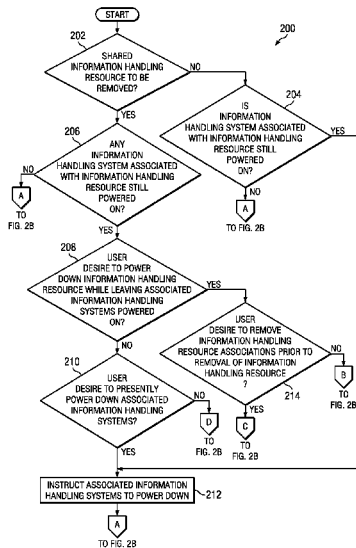 START
200
202
SHARED
INFORMATION HANDLING
RESOURCE TO BE
REMOVED?
NO
YES
204
IS
INFORMATION
HANDLING SYSTEM ASSOCIATED
WITH INFORMATION HANDLING
RESOURCE STILL
POWERED
ON?
YES
NO
A
TO
FIG. 2B
206
ANY
INFORMATION
HANDLING SYSTEM ASSOCIATED
WITH INFORMATION HANDLING
RESOURCE STILL
POWERED
ON?
NO
A
TO
FIG. 2B
YES
208
USER
DESIRE TO POWER
DOWN INFORMATION HANDLING
RESOURCE WHILE LEAVING ASSOCIATED
INFORMATION HANDLING
SYSTEMS POWERED
ON?
YES
NO
USER
DESIRE TO REMOVE
INFORMATION HANDLING
RESOURCE ASSOCIATIONS PRIOR TO
REMOVAL OF INFORMATION
HANDLING RESOURCE
?
214
NO
B
TO
FIG. 2B
YES
C
TO
FIG. 2B
210
USER
DESIRE TO PRESENTLY
POWER DOWN ASSOCIATED
INFORMATION HANDLING
SYSTEMS?
NO
D
TO
FIG. 2B
YES
INSTRUCT ASSOCIATED INFORMATION
HANDLING SYSTEMS TO POWER DOWN
212
A
TO
FIG. 2B